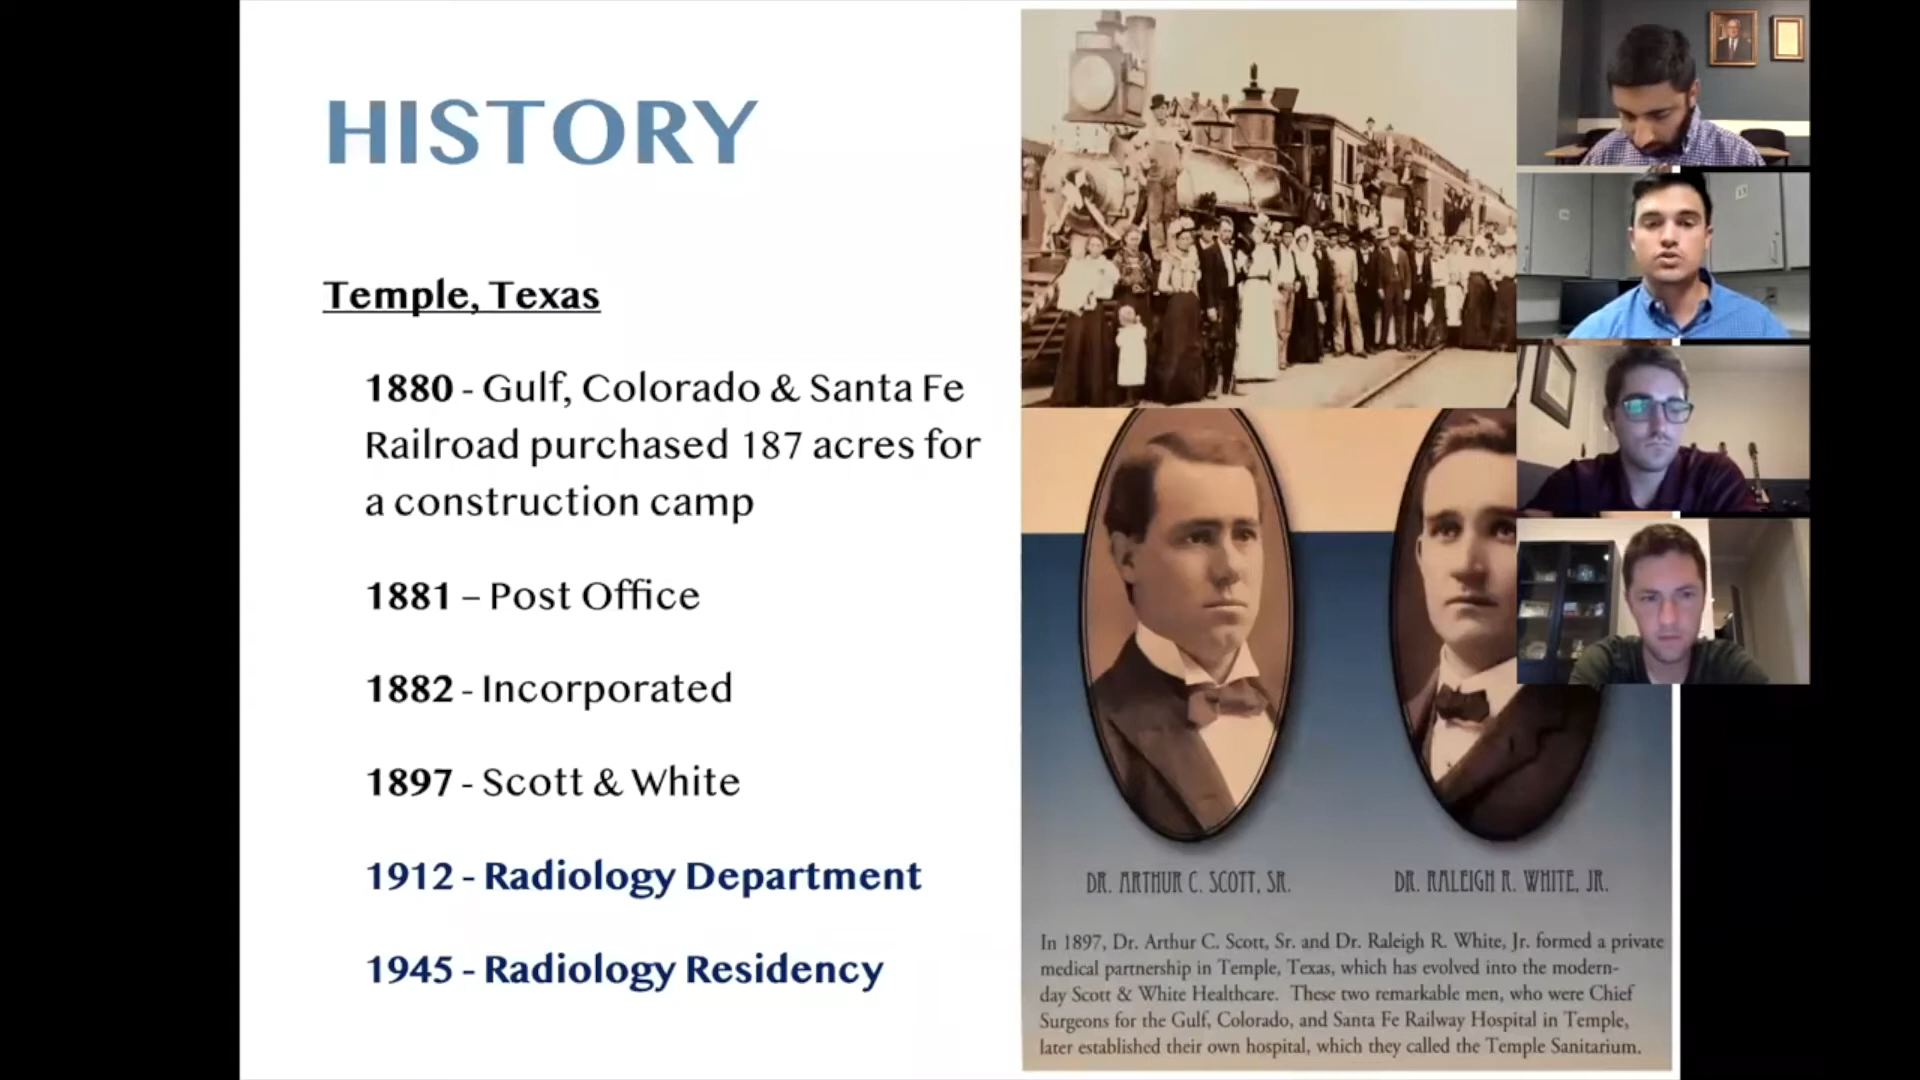 HISTORY
Temple, Texas
1880 - Gulf, Colorado & Santa Fe
Railroad purchased 187 acres for
a construction camp
1881 – Post Office
1882 - Incorporated
1897 - Scott & White
1912 - Radiology Department
1945 - Radiology Residency
DR. ARTHUR C. SCOTT, SR.
DR. RALEIGH R. WHITE, JR.
In 1897, Dr. Arthur C. Scott, Sr. and Dr. Raleigh R. White, Jr. formed a private
medical partnership in Temple, Texas, which has evolved into the modern-
day Scott & White Healthcare. These two remarkable men, who were Chief
Surgeons for the Gulf, Colorado, and Santa Fe Railway Hospital in Temple,
later established their own hospital, which they called the Temple Sanitarium.